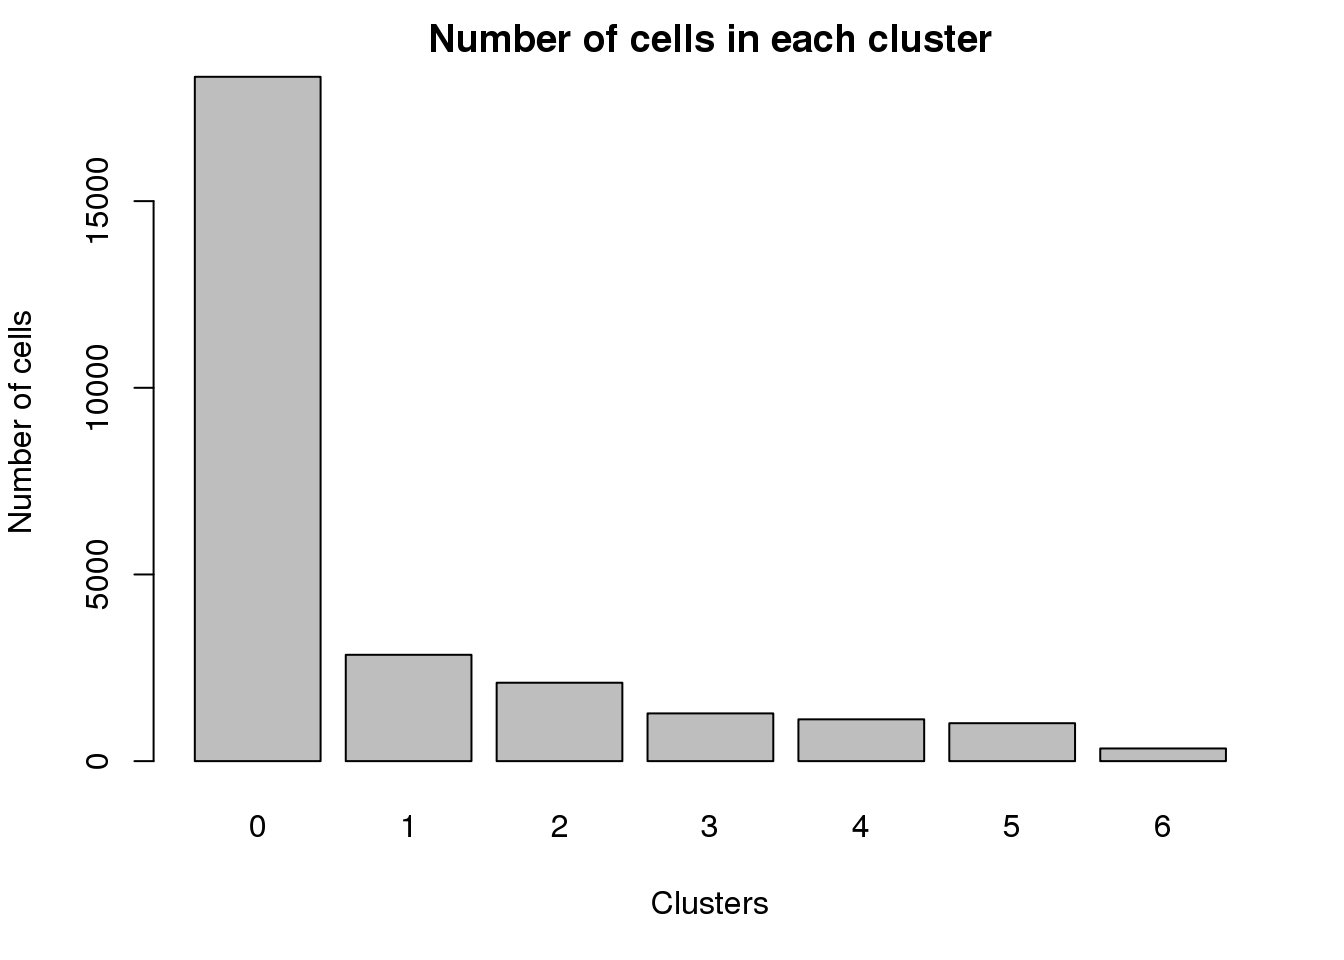 Number of cells in each cluster
Number of cells
15000
10000
5000
0
0 1 2 3 4 5 6
Clusters